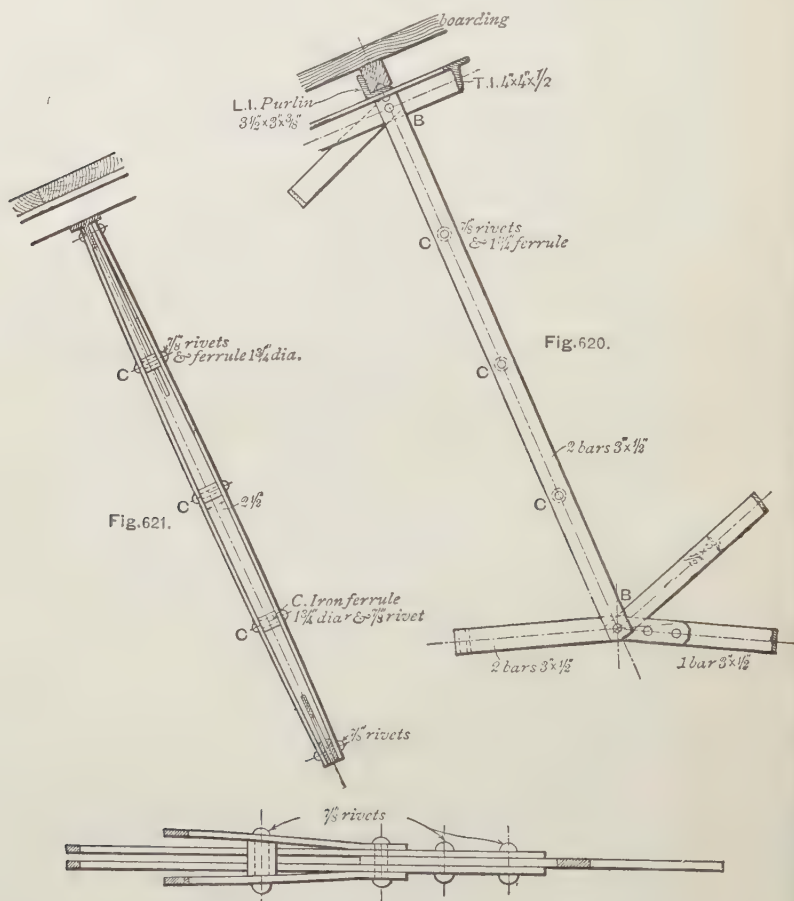 boarding
L.I. Purlin
3½"×3"×⅜"
T.I. 4"×4"×½
B
C
⅞ rivets
& 1¾" ferrule
Fig. 620.
C
2 bars 3"×½"
C
B
2 bars 3"×½"
1 bar 3"×½"
⅞" rivets
& ferrule 1¾" dia.
C
C
2½"
Fig. 621.
C. Iron ferrule
1¾" diar & ⅞" rivet
C
⅞" rivets
⅞" rivets